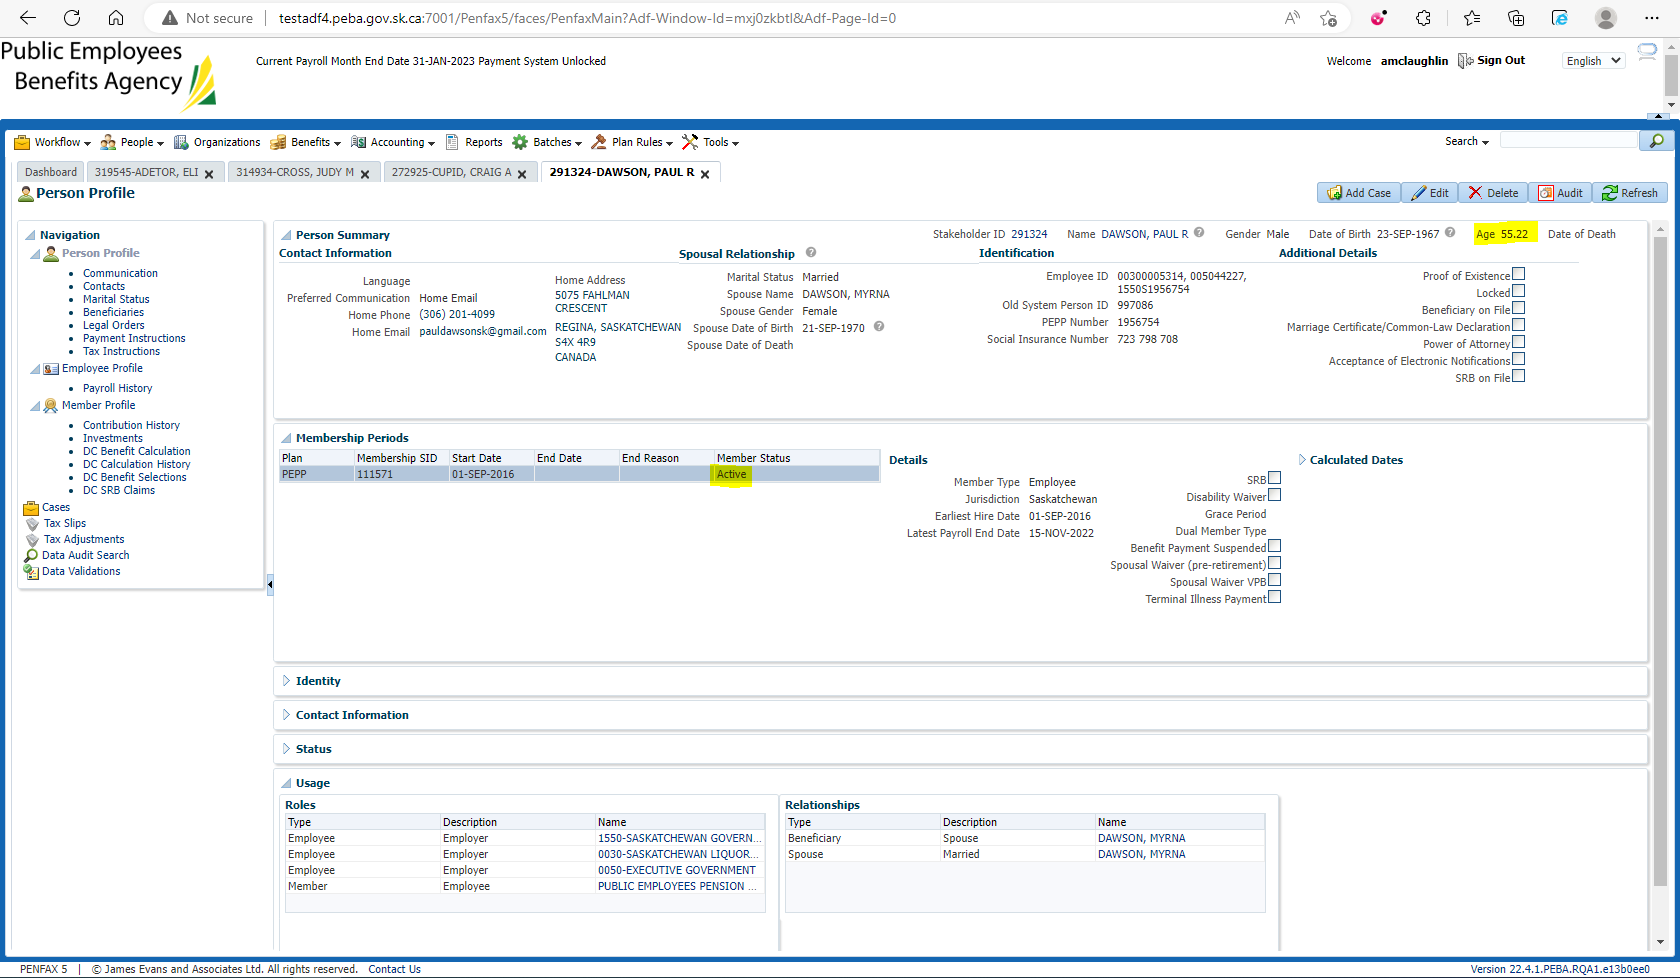 Not secure | testadf4.peba.gov.sk.ca:7001/Penfax5/faces/PenfaxMain?Adf-Window-Id=mxj0zkbtl&Adf-Page-Id=0
Public Employees
Benefits Agency
Current Payroll Month End Date 31-JAN-2023 Payment System Unlocked
Welcome amclaughlin Sign Out English
Workflow People Organizations Benefits Accounting Reports Batches Plan Rules Tools Search
Dashboard 319545-ADETOR, ELI 314934-CROSS, JUDY M 272925-CUPID, CRAIG A 291324-DAWSON, PAUL R
Person Profile
Add Case Edit Delete Audit Refresh
Navigation
Person Profile
Communication
Contacts
Marital Status
Beneficiaries
Legal Orders
Payment Instructions
Tax Instructions
Employee Profile
Payroll History
Member Profile
Contribution History
Investments
DC Benefit Calculation
DC Calculation History
DC Benefit Selections
DC SRB Claims
Cases
Tax Slips
Tax Adjustments
Data Audit Search
Data Validations
Person Summary
Stakeholder ID 291324 Name DAWSON, PAUL R Gender Male Date of Birth 23-SEP-1967 Age 55.22 Date of Death
Contact Information
Language
Preferred Communication Home Email
Home Phone (306) 201-4099
Home Email pauldawsonsk@gmail.com
Home Address
5075 FAHLMAN
CRESCENT
REGINA, SASKATCHEWAN
S4X 4R9
CANADA
Spousal Relationship
Marital Status Married
Spouse Name DAWSON, MYRNA
Spouse Gender Female
Spouse Date of Birth 21-SEP-1970
Spouse Date of Death
Identification
Employee ID 00300005314, 005044227,
1550S1956754
Old System Person ID 997086
PEPP Number 1956754
Social Insurance Number 723 798 708
Additional Details
Proof of Existence
Locked
Beneficiary on File
Marriage Certificate/Common-Law Declaration
Power of Attorney
Acceptance of Electronic Notifications
SRB on File
Membership Periods
Plan Membership SID Start Date End Date End Reason Member Status
PEPP 111571 01-SEP-2016 Active
Details
Member Type Employee
Jurisdiction Saskatchewan
Earliest Hire Date 01-SEP-2016
Latest Payroll End Date 15-NOV-2022
SRB
Disability Waiver
Grace Period
Dual Member Type
Benefit Payment Suspended
Spousal Waiver (pre-retirement)
Spousal Waiver VPB
Terminal Illness Payment
Calculated Dates
Identity
Contact Information
Status
Usage
Roles
Type Description Name
Employee Employer 1550-SASKATCHEWAN GOVERN...
Employee Employer 0030-SASKATCHEWAN LIQUOR...
Employee Employer 0050-EXECUTIVE GOVERNMENT
Member Employee PUBLIC EMPLOYEES PENSION ...
Relationships
Type Description Name
Beneficiary Spouse DAWSON, MYRNA
Spouse Married DAWSON, MYRNA
PENFAX 5 | © James Evans and Associates Ltd. All rights reserved. Contact Us
Version 22.4.1.PEBA.RQA1.e13b0ee0